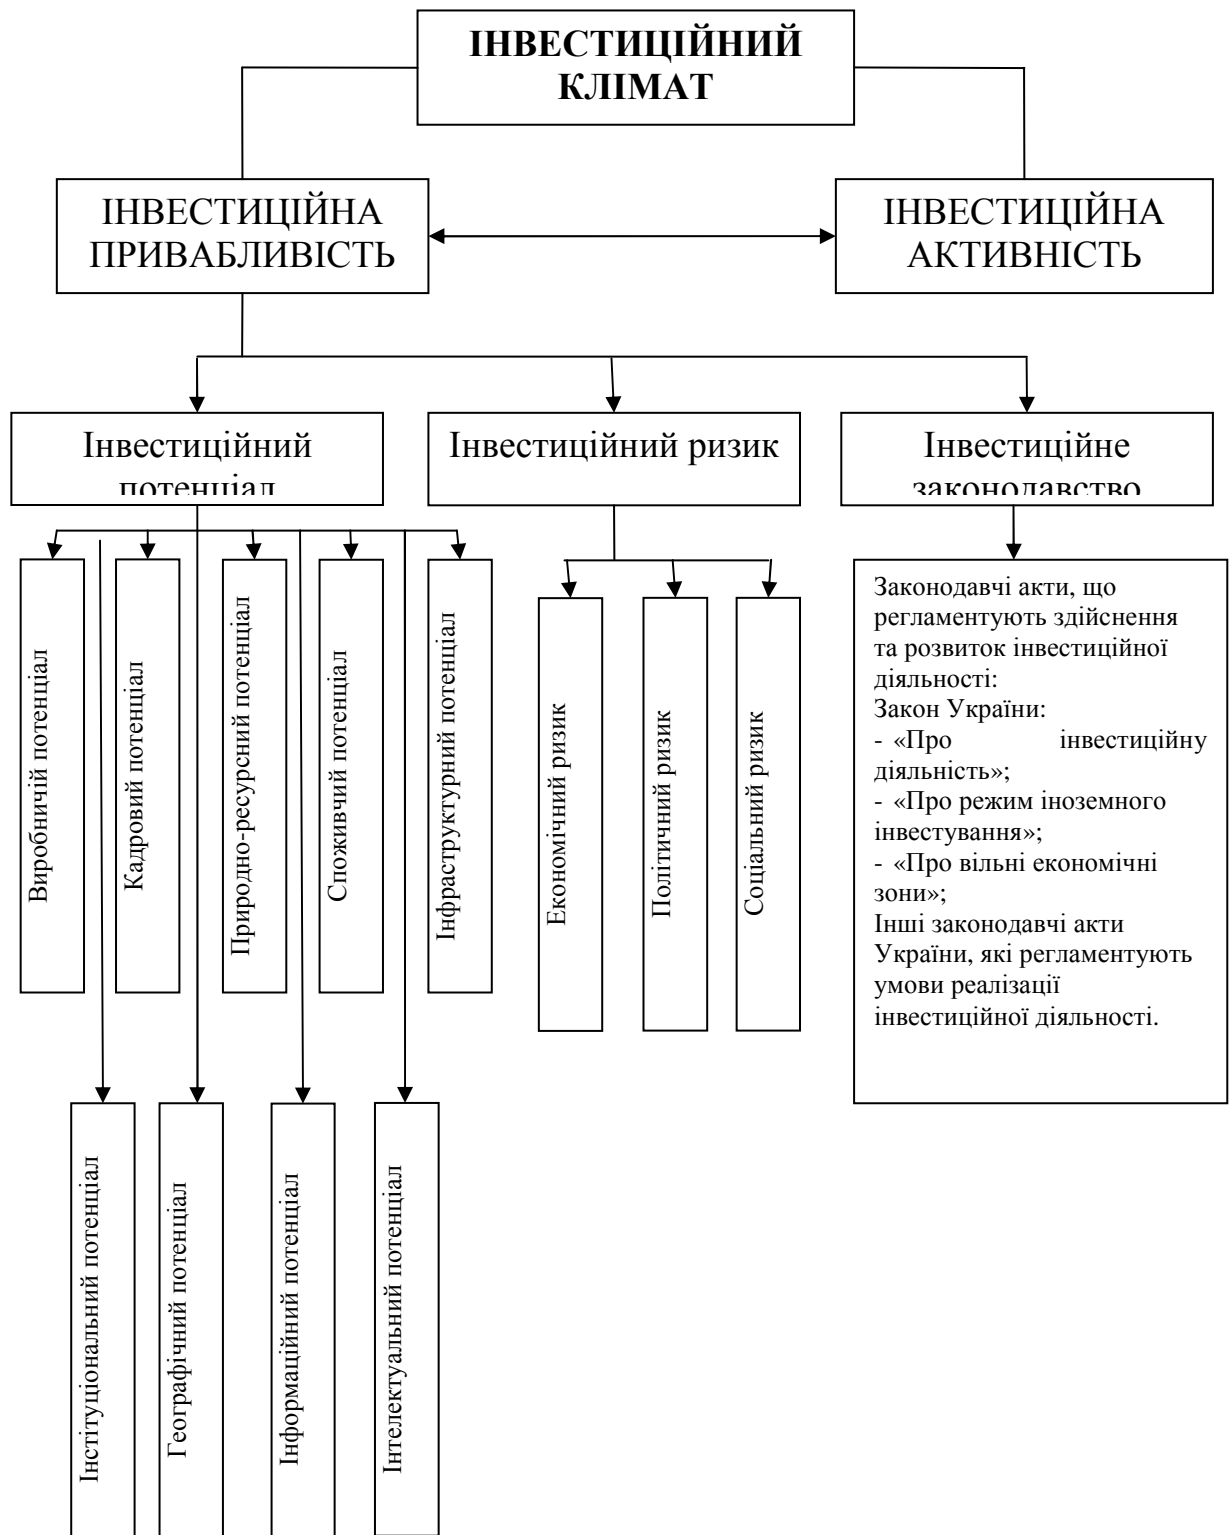 ІНВЕСТИЦІЙНИЙ
КЛІМАТ
ІНВЕСТИЦІЙНА
ПРИВАБЛИВІСТЬ
ІНВЕСТИЦІЙНА
АКТИВНІСТЬ
Інвестиційний
потенціал
Інвестиційний ризик
Інвестиційне
законодавство
Виробничій потенціал
Кадровий потенціал
Природно-ресурсний потенціал
Споживчий потенціал
Інфраструктурний потенціал
Економічний ризик
Політичний ризик
Соціальний ризик
Законодавчі акти, що
регламентують здійснення
та розвиток інвестиційної
діяльності:
Закон України:
- «Про інвестиційну
діяльність»;
- «Про режим іноземного
інвестування»;
- «Про вільні економічні
зони»;
Інші законодавчі акти
України, які регламентують
умови реалізації
інвестиційної діяльності.
Інституціональний потенціал
Географічний потенціал
Інформаційний потенціал
Інтелектуальний потенціал